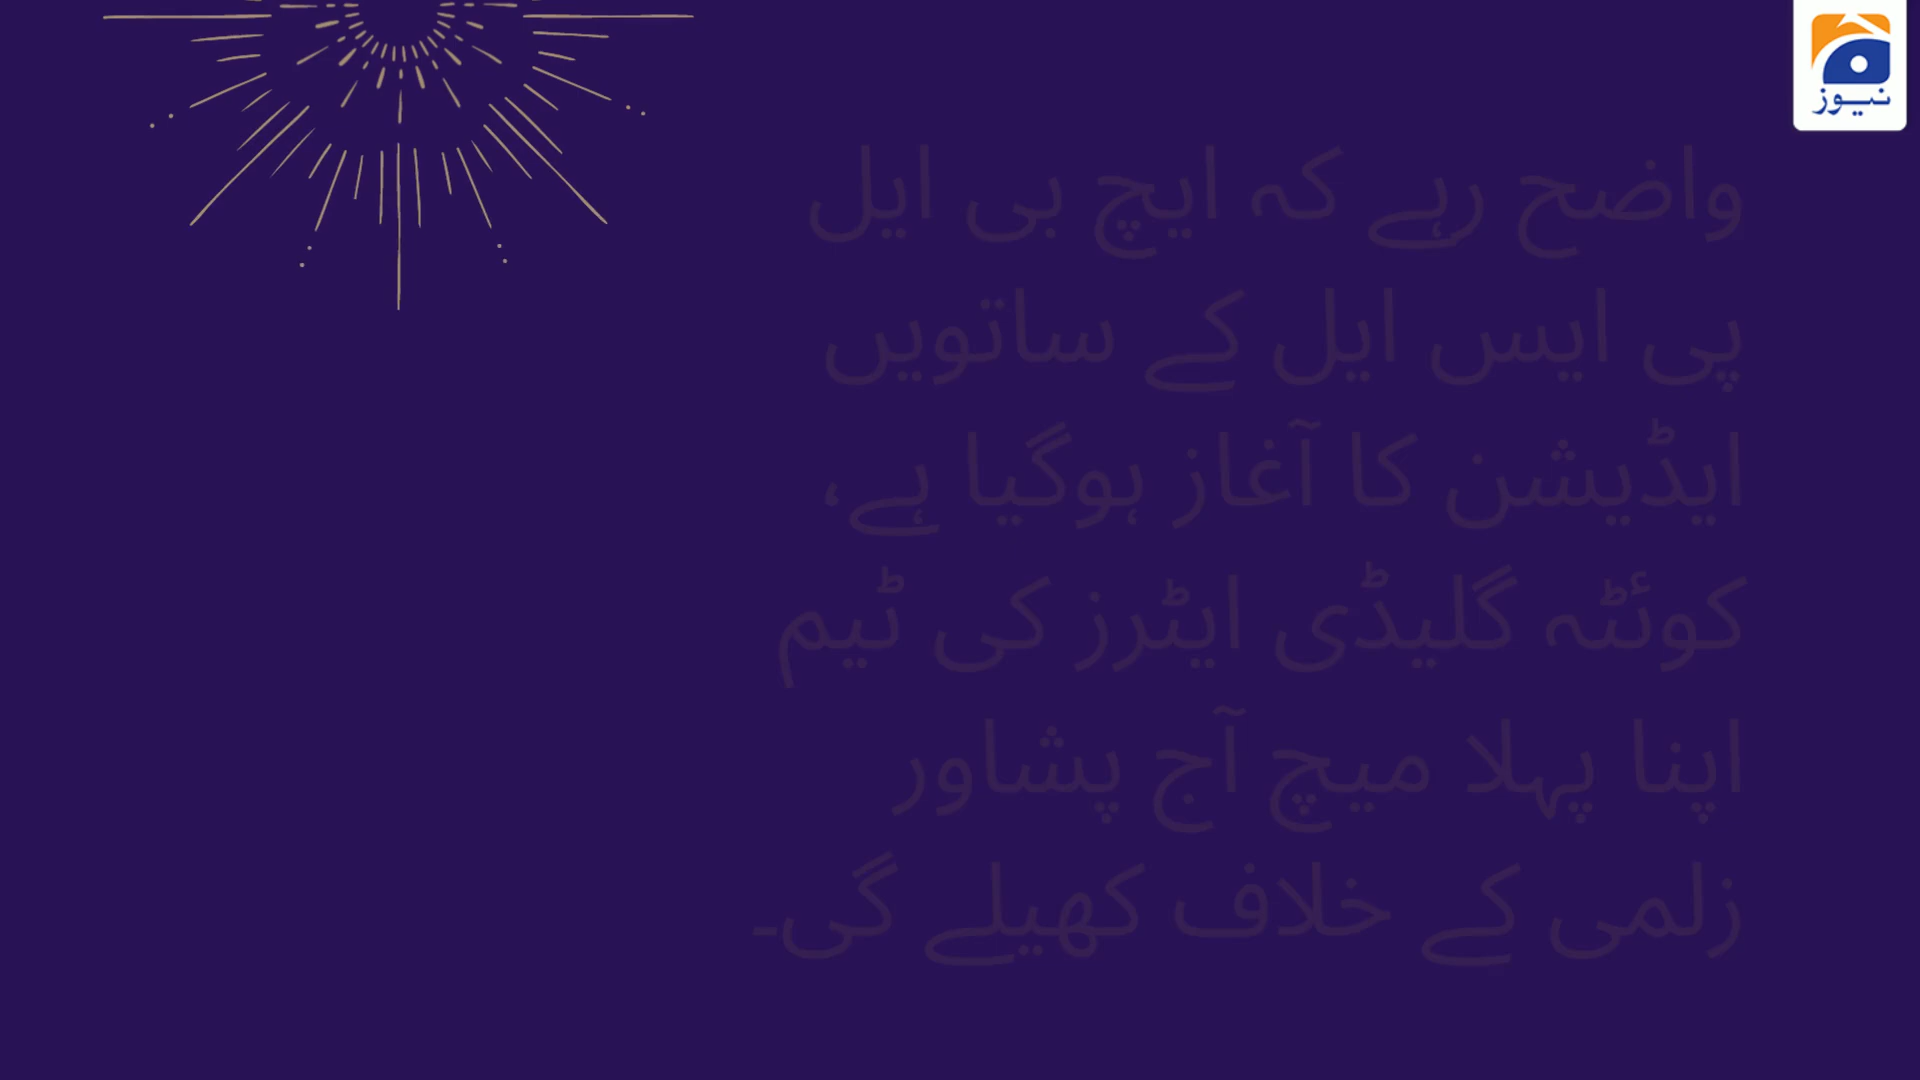 نیوز
واضح رہے کہ ایچ بی ایل
پی ایس ایل کے ساتویں
ایڈیشن کا آغاز ہوگیا ہے،
کوئٹہ گلیڈی ایٹرز کی ٹیم
اپنا پہلا میچ آج پشاور
زلمی کے خلاف کھیلے گی۔